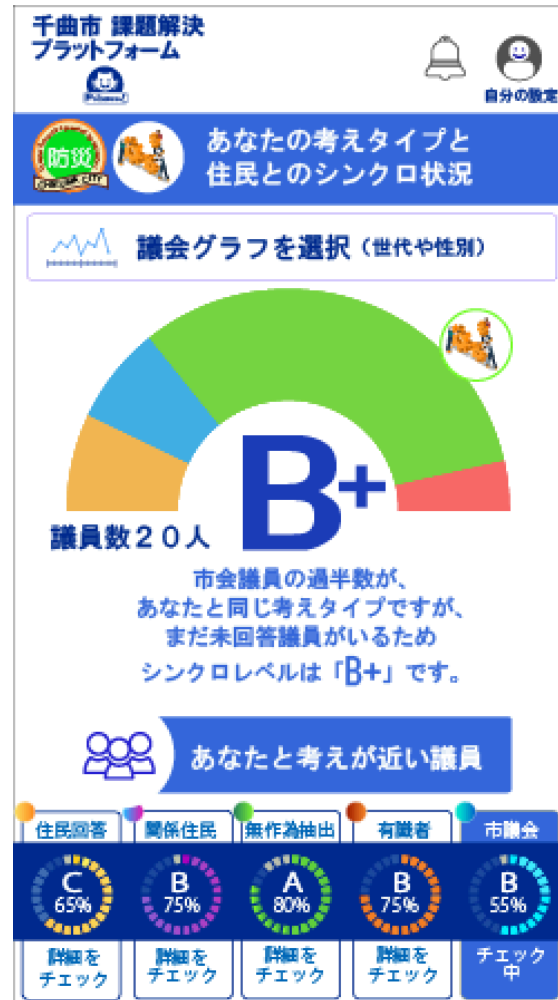 千曲市 課題解決
プラットフォーム
自分の設定
防災
CHIKUMA CITY
あなたの考えタイプと
住民とのシンクロ状況
議会グラフを選択（世代や性別）
B+
議員数２０人
市会議員の過半数が、
あなたと同じ考えタイプですが、
まだ未回答議員がいるため
シンクロレベルは「B+」です。
あなたと考えが近い議員
住民回答
関係住民
無作為抽出
有識者
市議会
C
65%
B
75%
A
80%
B
75%
B
55%
詳細を
チェック
詳細を
チェック
詳細を
チェック
詳細を
チェック
チェック
中